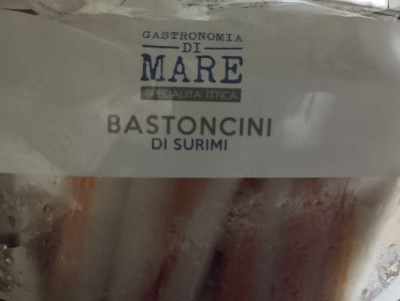 GASTRONOMIA
DI
MARE
SPECIALITÀ ITTICA
BASTONCINI
DI SURIMI